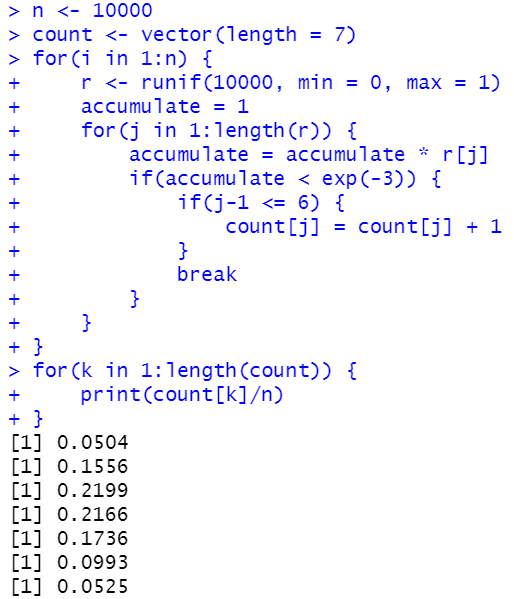 > n <- 10000
> count <- vector(length = 7)
> for(i in 1:n) {
+     r <- runif(10000, min = 0, max = 1)
+     accumulate = 1
+     for(j in 1:length(r)) {
+         accumulate = accumulate * r[j]
+         if(accumulate < exp(-3)) {
+             if(j-1 <= 6) {
+                 count[j] = count[j] + 1
+             }
+             break
+         }
+     }
+ }
> for(k in 1:length(count)) {
+     print(count[k]/n)
+ }
[1] 0.0504
[1] 0.1556
[1] 0.2199
[1] 0.2166
[1] 0.1736
[1] 0.0993
[1] 0.0525